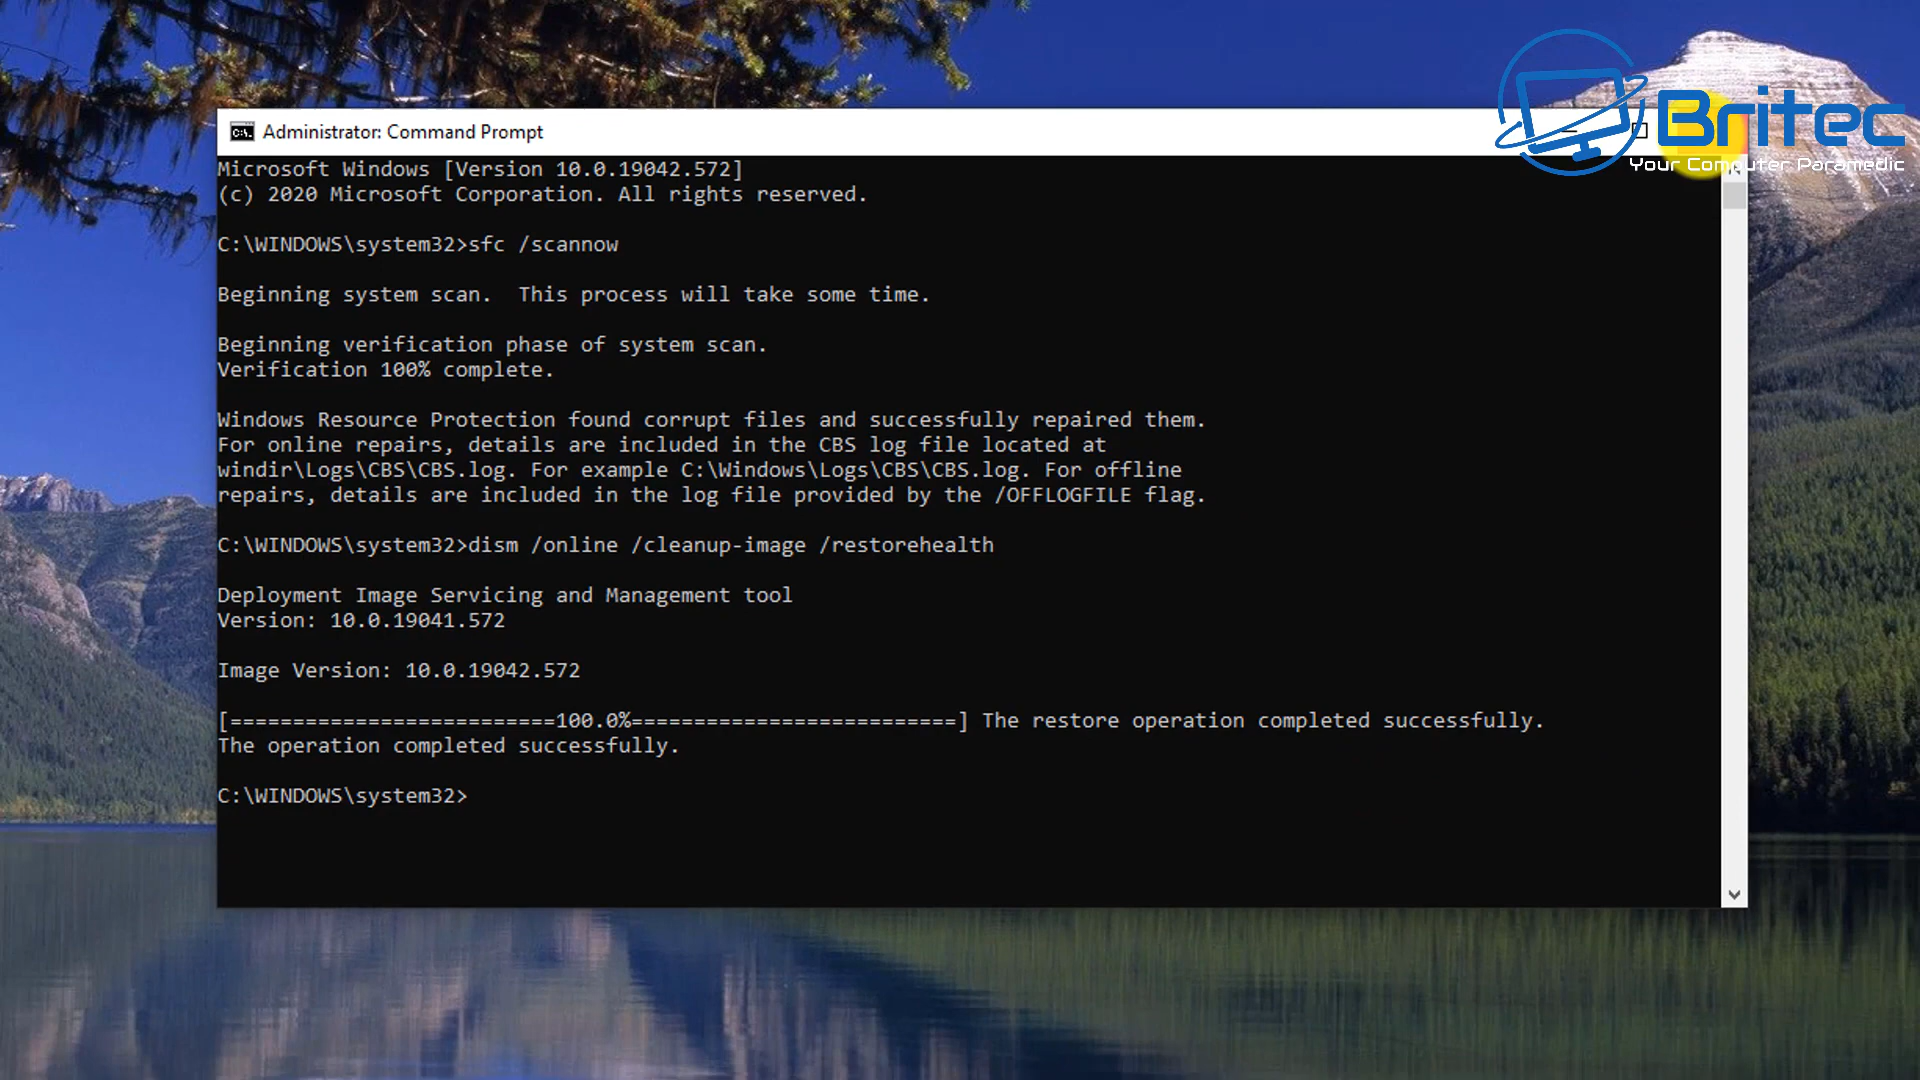 Britec
Your Computer Paramedic
Administrator: Command Prompt
Microsoft Windows [Version 10.0.19042.572]
(c) 2020 Microsoft Corporation. All rights reserved.
C:\WINDOWS\system32>sfc /scannow
Beginning system scan.  This process will take some time.
Beginning verification phase of system scan.
Verification 100% complete.
Windows Resource Protection found corrupt files and successfully repaired them.
For online repairs, details are included in the CBS log file located at
windir\Logs\CBS\CBS.log. For example C:\Windows\Logs\CBS\CBS.log. For offline
repairs, details are included in the log file provided by the /OFFLOGFILE flag.
C:\WINDOWS\system32>dism /online /cleanup-image /restorehealth
Deployment Image Servicing and Management tool
Version: 10.0.19041.572
Image Version: 10.0.19042.572
[==========================100.0%==========================] The restore operation completed successfully.
The operation completed successfully.
C:\WINDOWS\system32>